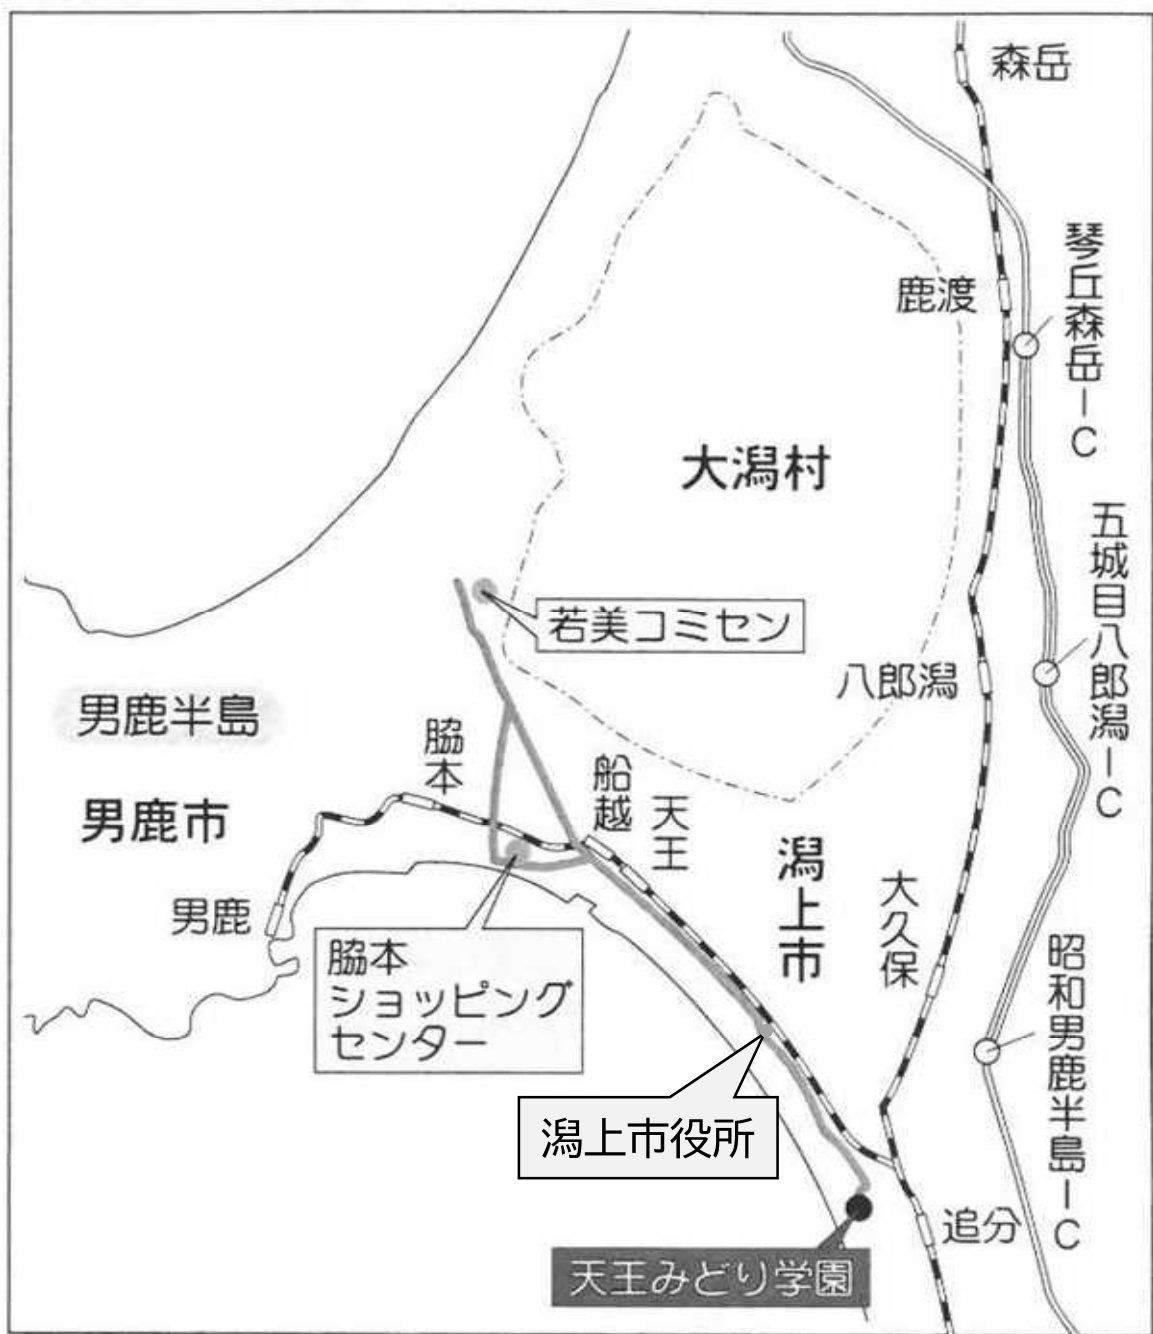 森岳
琴丘森岳IC
鹿渡
大潟村
五城目八郎潟IC
若美コミセン
八郎潟
男鹿半島
脇本
船越
天王
男鹿市
潟上市
大久保
男鹿
脇本
ショッピング
センター
昭和男鹿半島IC
潟上市役所
追分
天王みどり学園